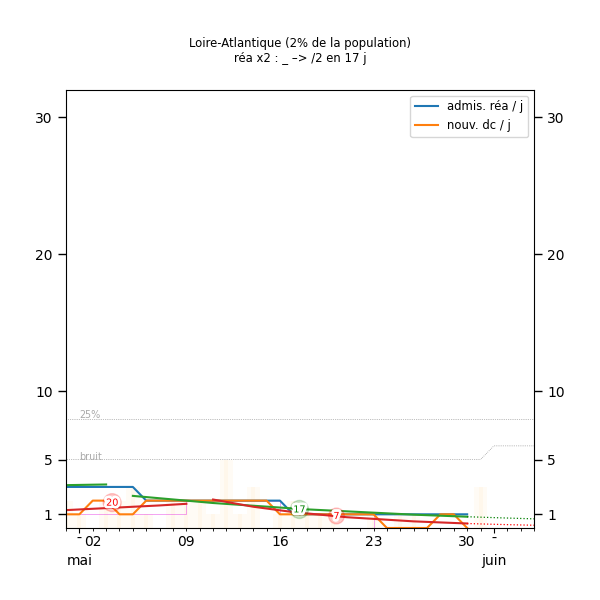 Loire-Atlantique (2% de la population)
réa x2 : _ –> /2 en 17 j
admis. réa / j
nouv. dc / j
30 30
20 20
10 10
25%
5 bruit 5
20
17
7
1 1
- 02 09 16 23 30 -
mai juin